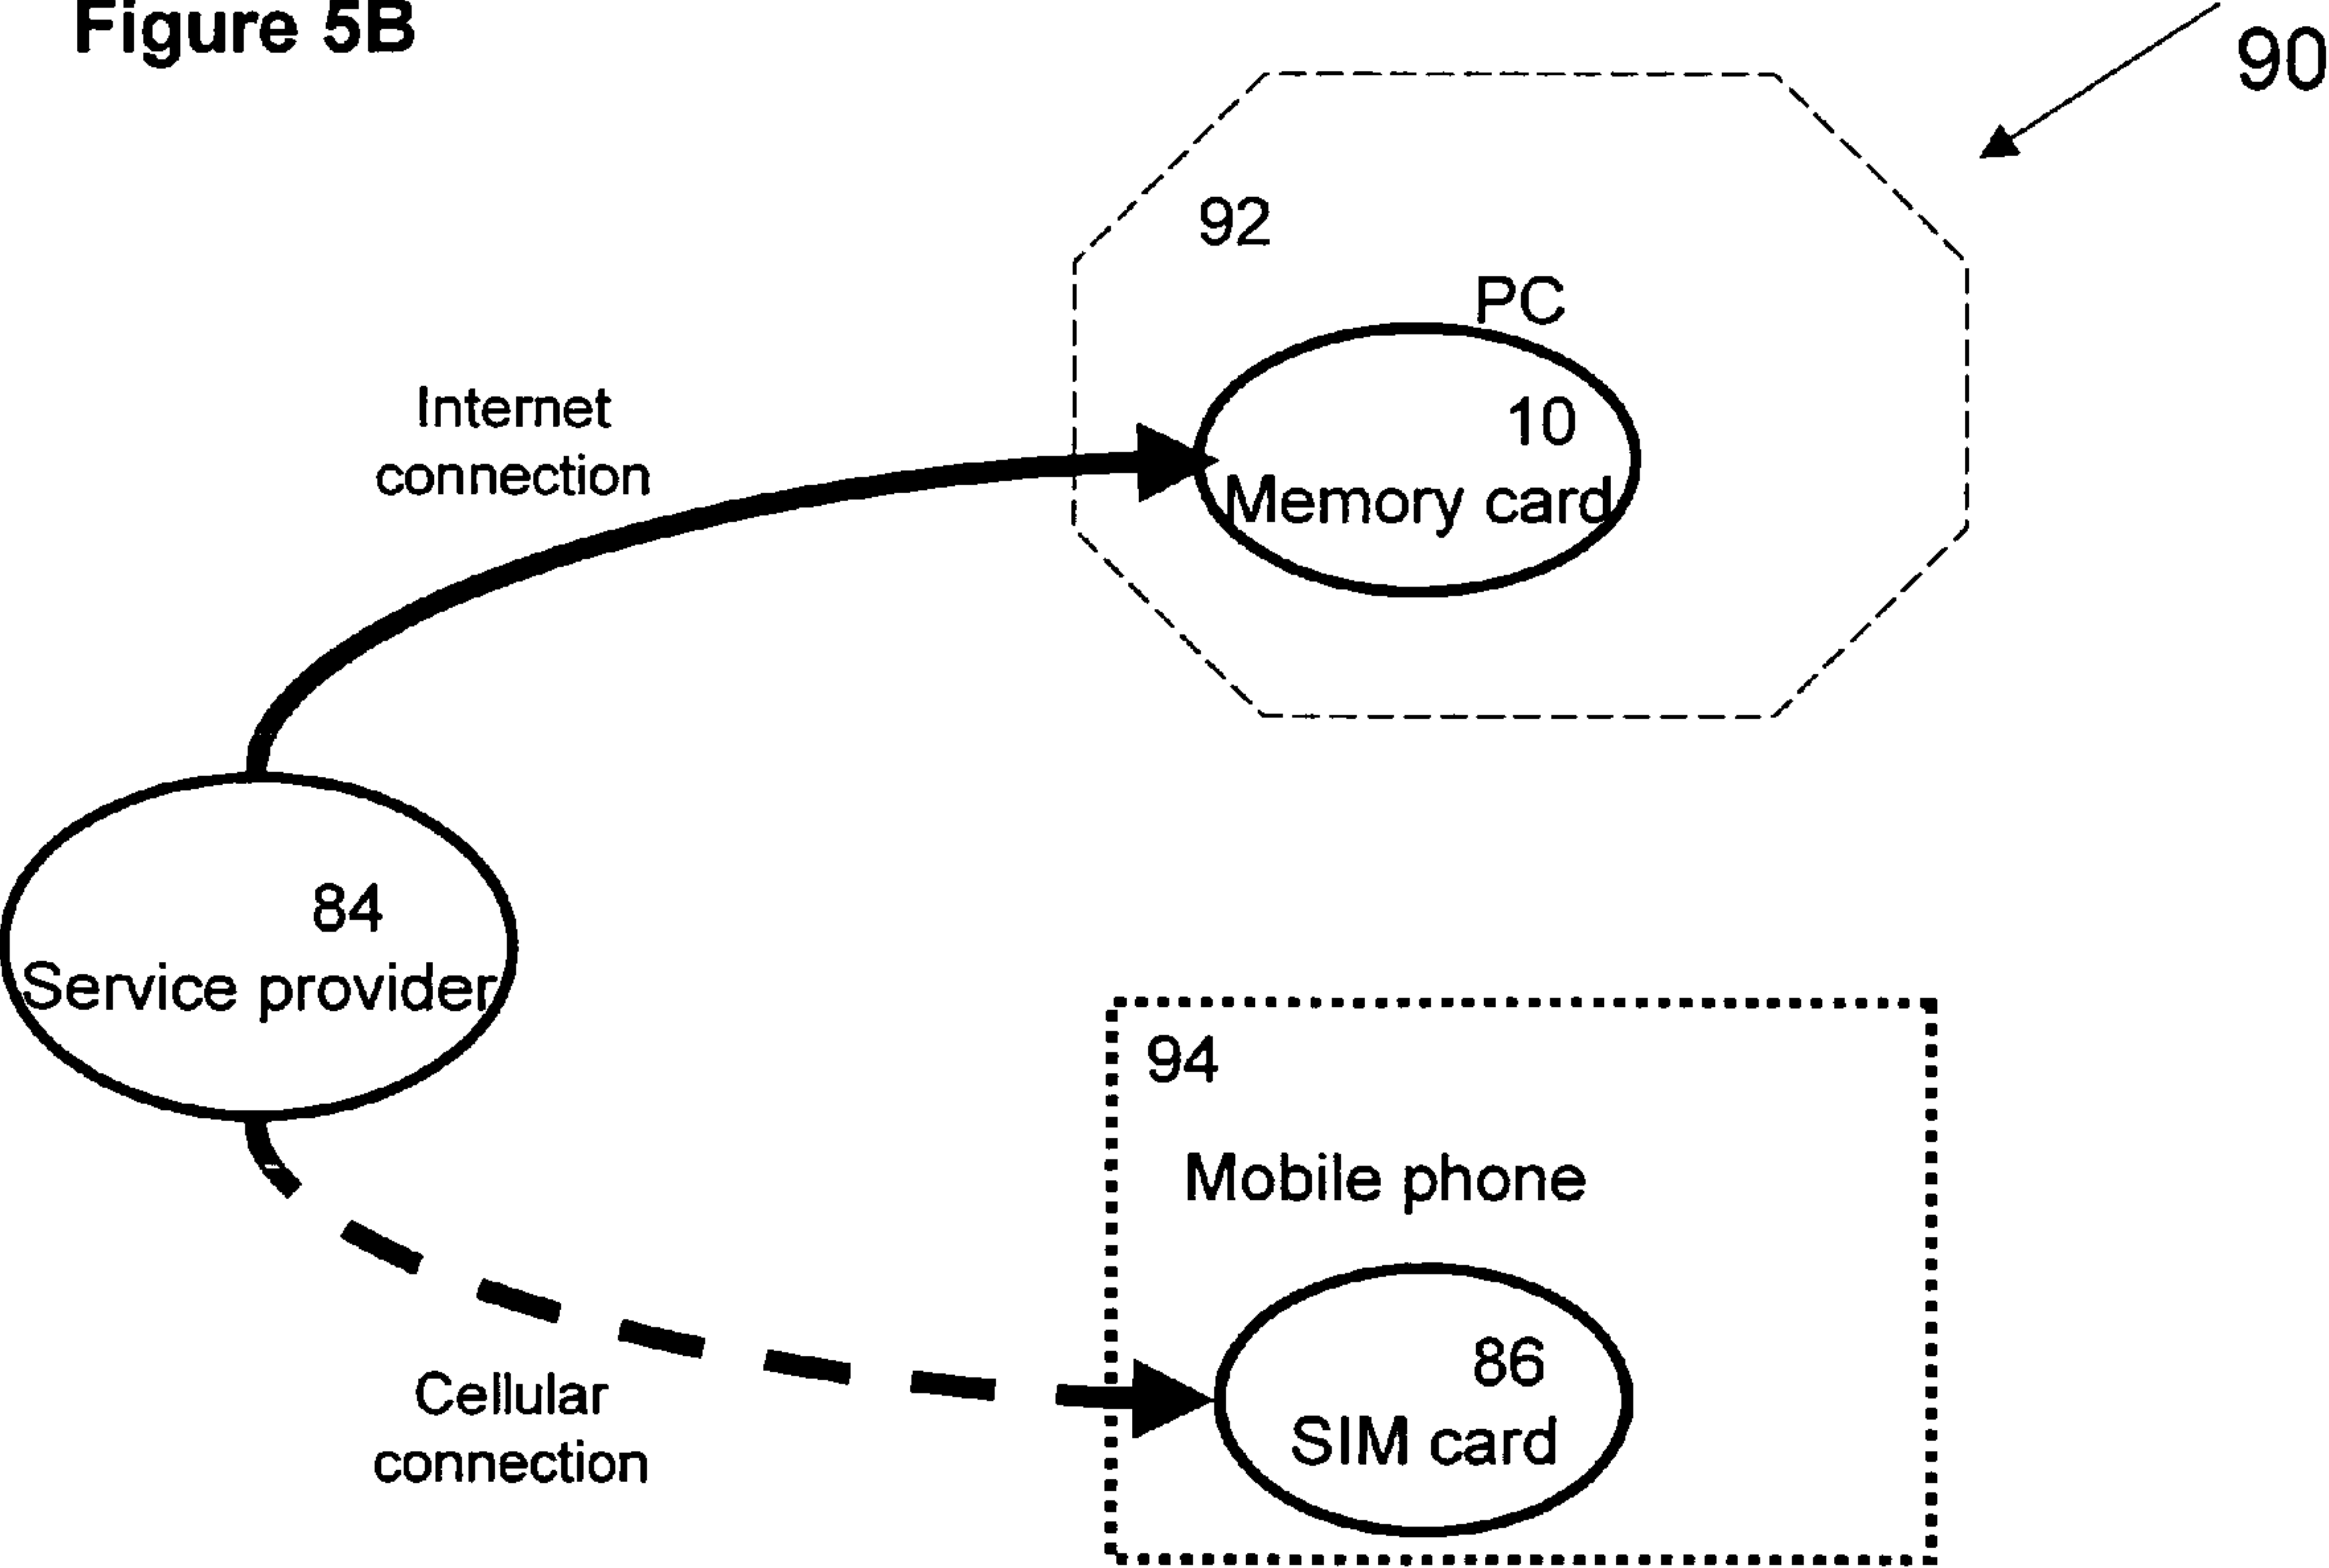 Figure 5B
90
92
PC
10
Memory card
Internet
connection
84
Service provider
94
Mobile phone
86
SIM card
Cellular
connection